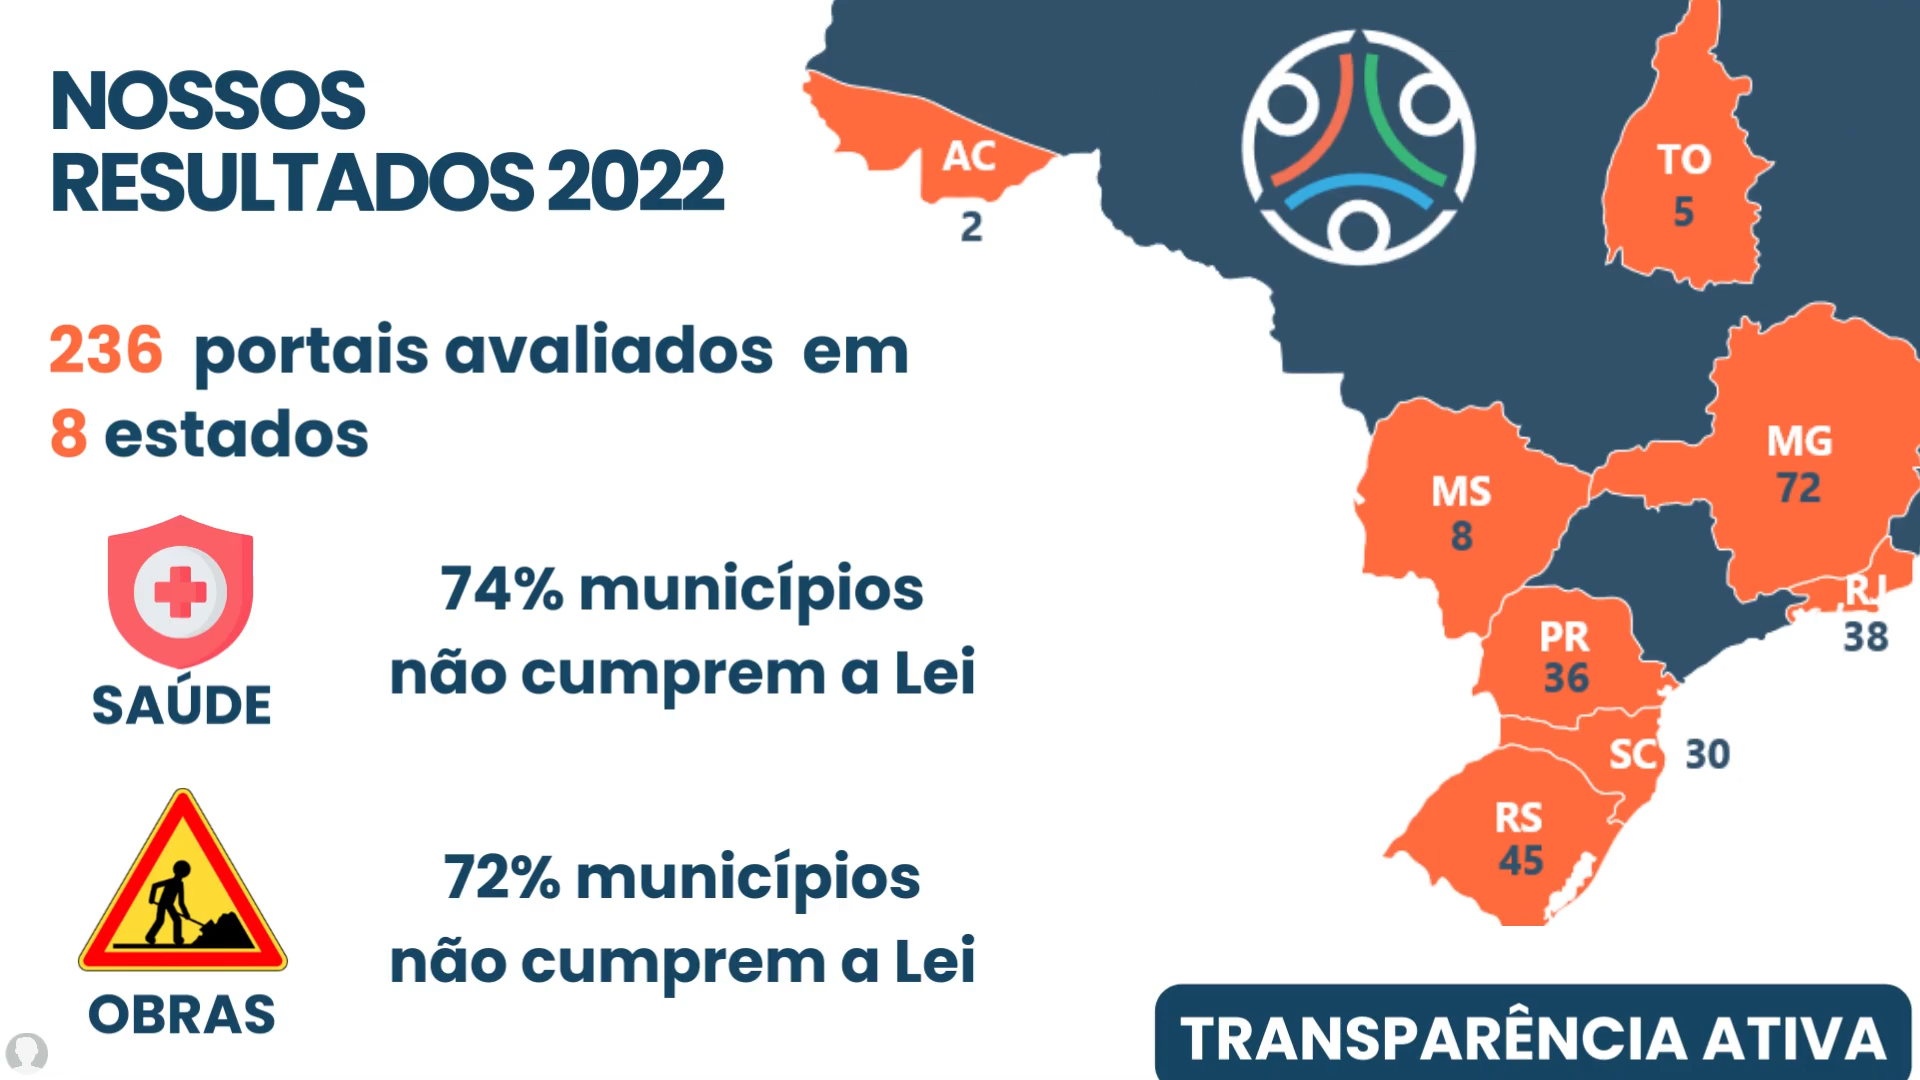 NOSSOS
RESULTADOS 2022
236 portais avaliados em
8 estados
SAÚDE
74% municípios
não cumprem a Lei
OBRAS
72% municípios
não cumprem a Lei
AC
2
TO
5
MG
72
MS
8
RJ
38
PR
36
SC 30
RS
45
TRANSPARÊNCIA ATIVA